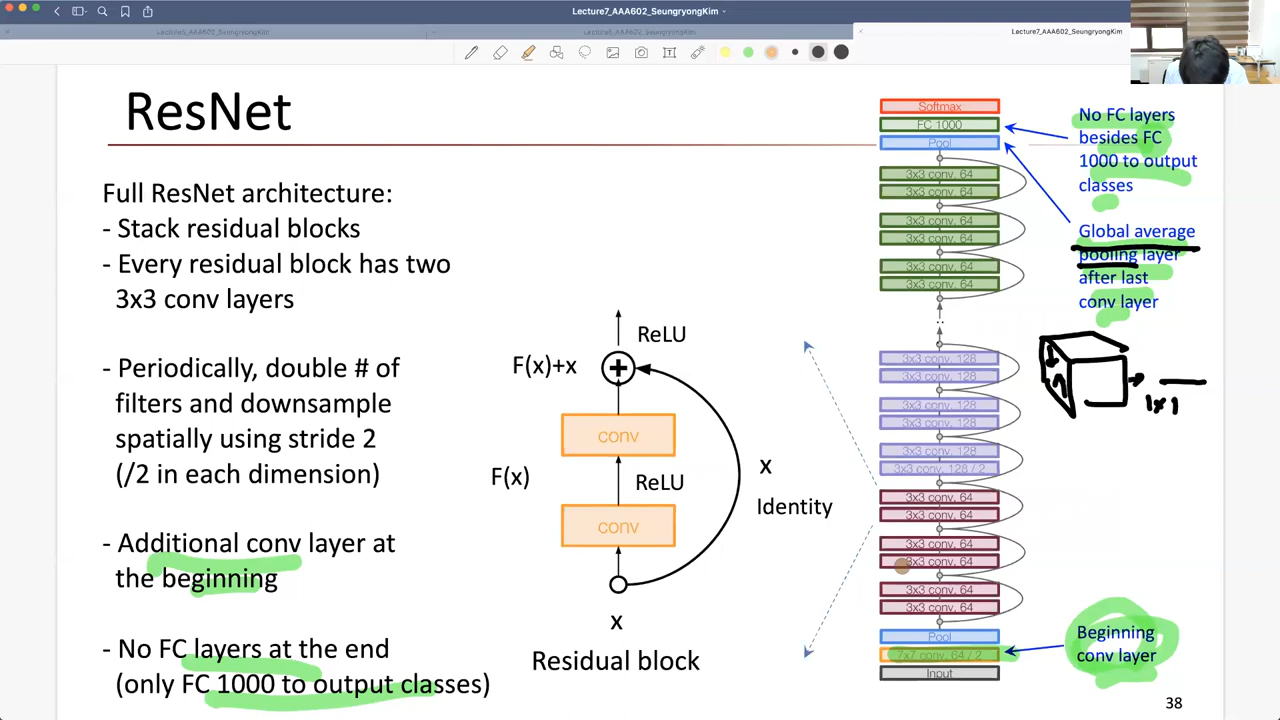 Lecture7_AAA602_SeungryongKim
Lecture5_AAA602_SeungryongKim
Lecture7_AAA602_SeungryongKim
ResNet
Full ResNet architecture:
- Stack residual blocks
- Every residual block has two
3x3 conv layers
- Periodically, double # of
filters and downsample
spatially using stride 2
(/2 in each dimension)
- Additional conv layer at
the beginning
- No FC layers at the end
(only FC 1000 to output classes)
ReLU
F(x)+x
conv
F(x)
ReLU
x
Identity
conv
x
Residual block
Softmax
FC 1000
Pool
3x3 conv, 64
3x3 conv, 64
3x3 conv, 64
3x3 conv, 64
3x3 conv, 64
3x3 conv, 64
..
3x3 conv, 128
3x3 conv, 128
3x3 conv, 128
3x3 conv, 128
3x3 conv, 128
3x3 conv, 128 / 2
3x3 conv, 64
3x3 conv, 64
3x3 conv, 64
3x3 conv, 64
3x3 conv, 64
3x3 conv, 64
Pool
7x7 conv, 64 / 2
Input
No FC layers
besides FC
1000 to output
classes
Global average
pooling layer
after last
conv layer
1x1
Beginning
conv layer
38